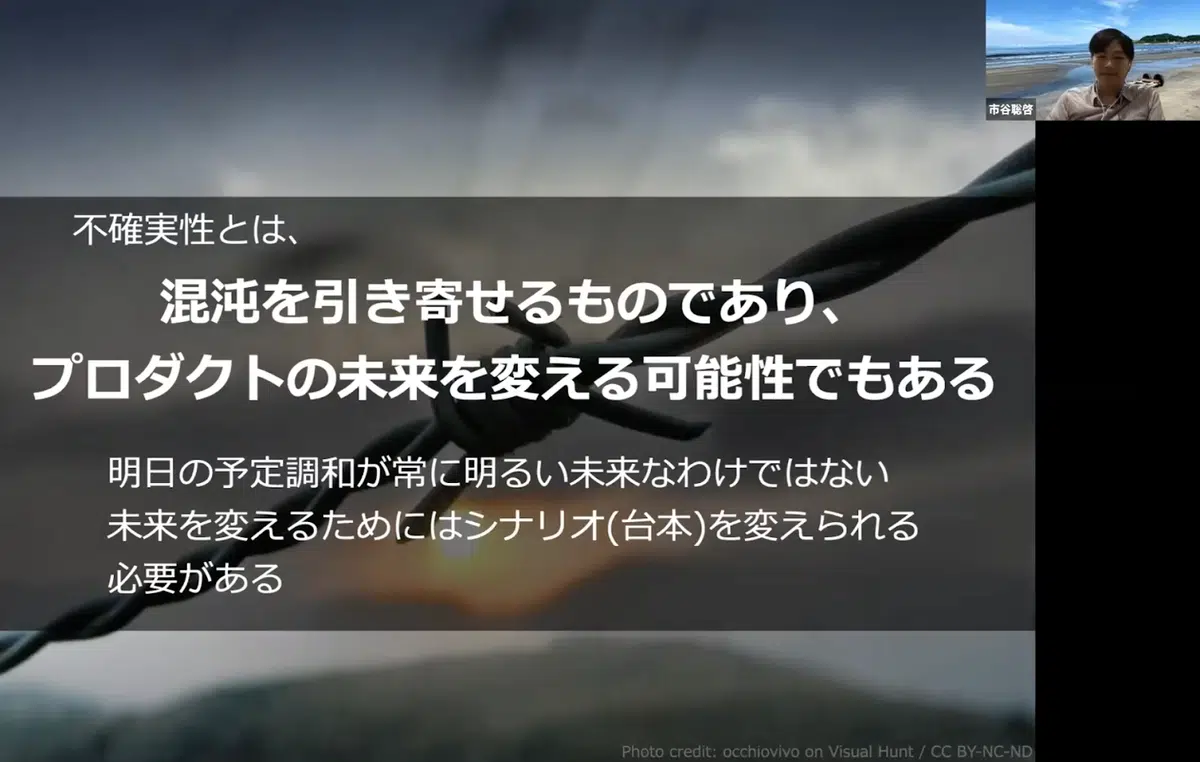 市谷聡啓
不確実性とは、
混沌を引き寄せるものであり、
プロダクトの未来を変える可能性でもある
明日の予定調和が常に明るい未来なわけではない
未来を変えるためにはシナリオ(台本)を変えられる
必要がある
Photo credit: occhiovivo on Visual Hunt / CC BY-NC-ND